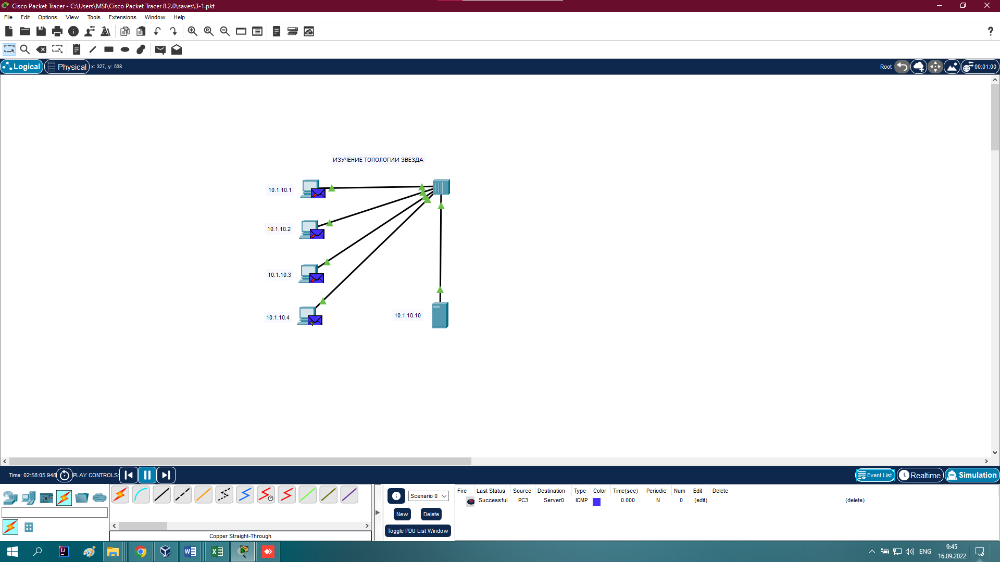 Cisco Packet Tracer - C:\Users\MSI\Cisco Packet Tracer 8.2.0\saves\3-1.pkt
File Edit Options View Tools Extensions Window Help
Logical Physical x: 327, y: 538 Root 00:01:00
ИЗУЧЕНИЕ ТОПОЛОГИИ ЗВЕЗДА
10.1.10.1
10.1.10.2
10.1.10.3
10.1.10.4
10.1.10.10
Time: 02:58:05.948 PLAY CONTROLS: Event List Realtime Simulation
Scenario 0
New Delete
Toggle PDU List Window
Fire Last Status Source Destination Type Color Time(sec) Periodic Num Edit Delete
Successful PC3 Server0 ICMP 0.000 N 0 (edit) (delete)
Copper Straight-Through
ENG
9:45
16.09.2022